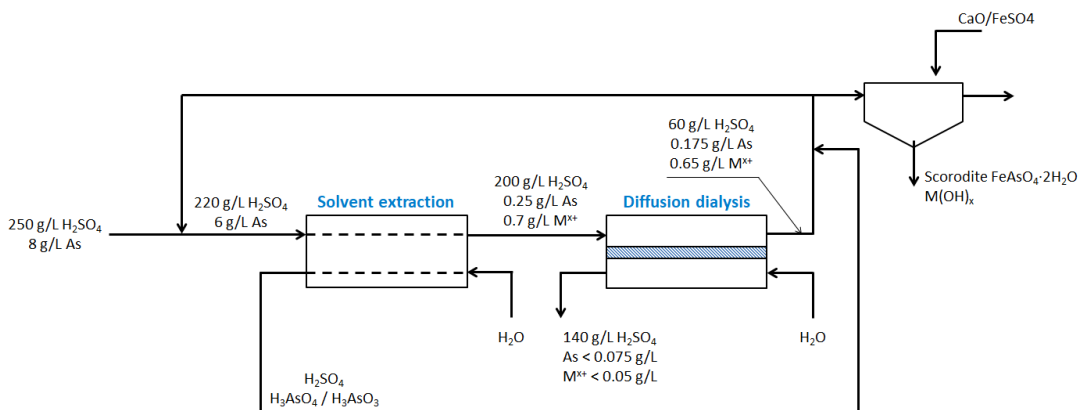 CaO/FeSO4
60 g/L H₂SO₄
0.175 g/L As
0.65 g/L Mˣ⁺
Scorodite FeAsO₄·2H₂O
M(OH)ₓ
250 g/L H₂SO₄
8 g/L As
220 g/L H₂SO₄
6 g/L As
Solvent extraction
200 g/L H₂SO₄
0.25 g/L As
0.7 g/L Mˣ⁺
Diffusion dialysis
H₂O
140 g/L H₂SO₄
As < 0.075 g/L
Mˣ⁺ < 0.05 g/L
H₂O
H₂SO₄
H₃AsO₄ / H₃AsO₃